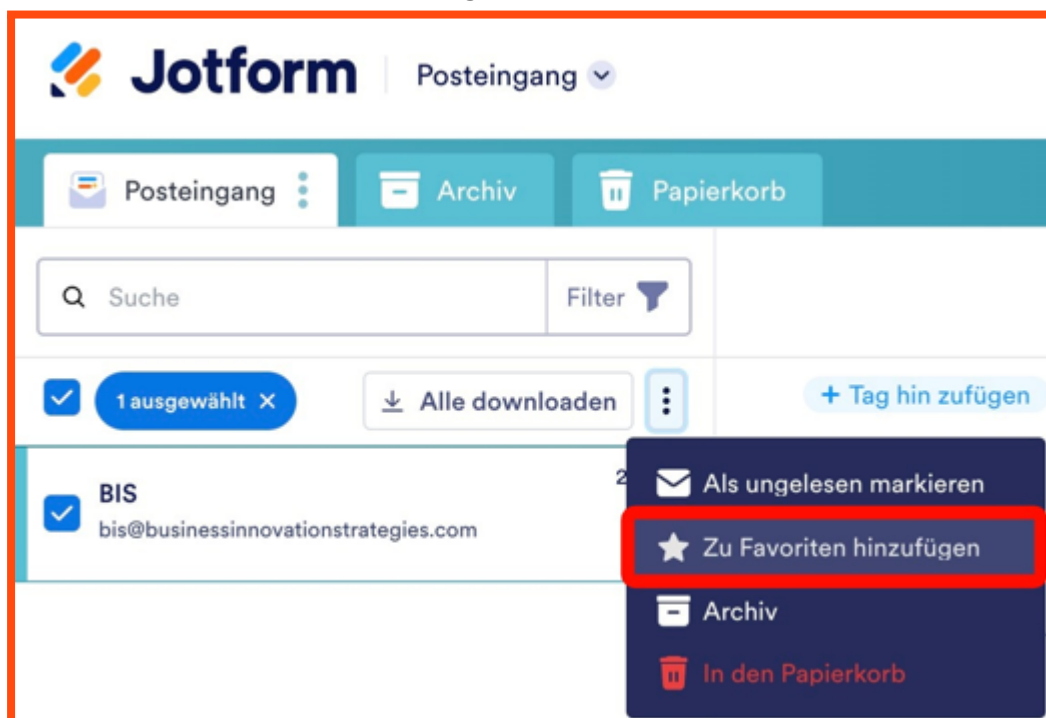 Jotform Posteingang
Posteingang Archiv Papierkorb
Suche Filter
1 ausgewählt × Alle downloaden + Tag hin zufügen
BIS 2
bis@businessinnovationstrategies.com
Als ungelesen markieren
Zu Favoriten hinzufügen
Archiv
In den Papierkorb